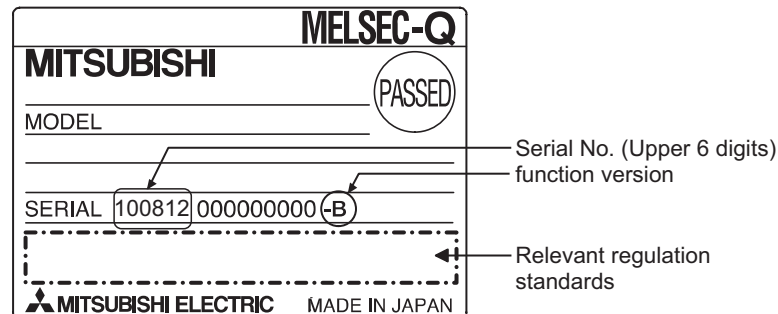 MELSEC-Q
MITSUBISHI
PASSED
MODEL
Serial No. (Upper 6 digits)
function version
SERIAL 100812 000000000 -B
Relevant regulation
standards
MITSUBISHI ELECTRIC MADE IN JAPAN